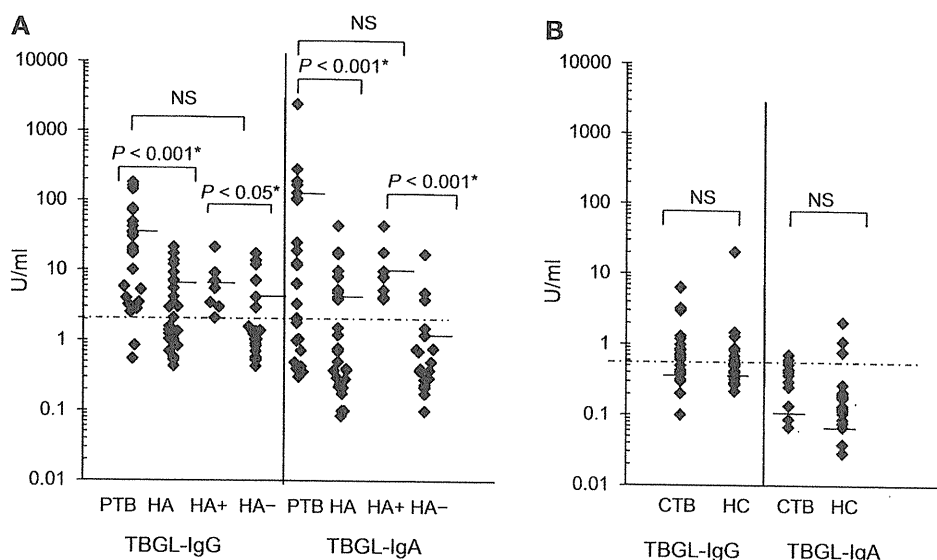 A
NS
P < 0.001*
NS
P < 0.001*
P < 0.05*
P < 0.001*
10000
1000
100
10
1
0.1
0.01
U/ml
PTB HA HA+ HA− PTB HA HA+ HA−
TBGL-IgG TBGL-IgA
B
NS
NS
10000
1000
100
10
1
0.1
0.01
U/ml
CTB HC CTB HC
TBGL-IgG TBGL-IgA